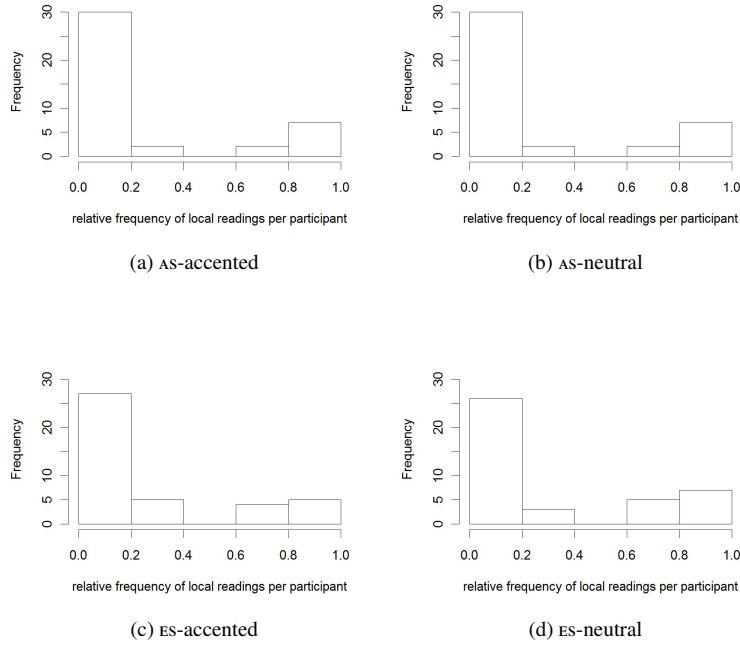 Frequency
0 5 10 20 30
0.0 0.2 0.4 0.6 0.8 1.0
relative frequency of local readings per participant
(a) AS-accented
Frequency
0 5 10 20 30
0.0 0.2 0.4 0.6 0.8 1.0
relative frequency of local readings per participant
(b) AS-neutral
Frequency
0 5 10 20 30
0.0 0.2 0.4 0.6 0.8 1.0
relative frequency of local readings per participant
(c) ES-accented
Frequency
0 5 10 20 30
0.0 0.2 0.4 0.6 0.8 1.0
relative frequency of local readings per participant
(d) ES-neutral